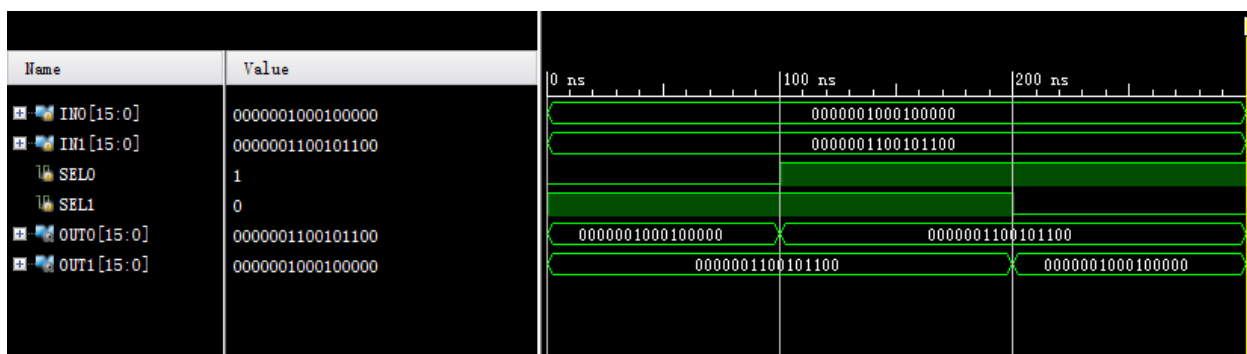 Name Value 0 ns 100 ns 200 ns
IN0[15:0] 0000001000100000 0000001000100000
IN1[15:0] 0000001100101100 0000001100101100
SEL0 1
SEL1 0
OUT0[15:0] 0000001100101100 0000001000100000 0000001100101100
OUT1[15:0] 0000001000100000 0000001100101100 0000001000100000